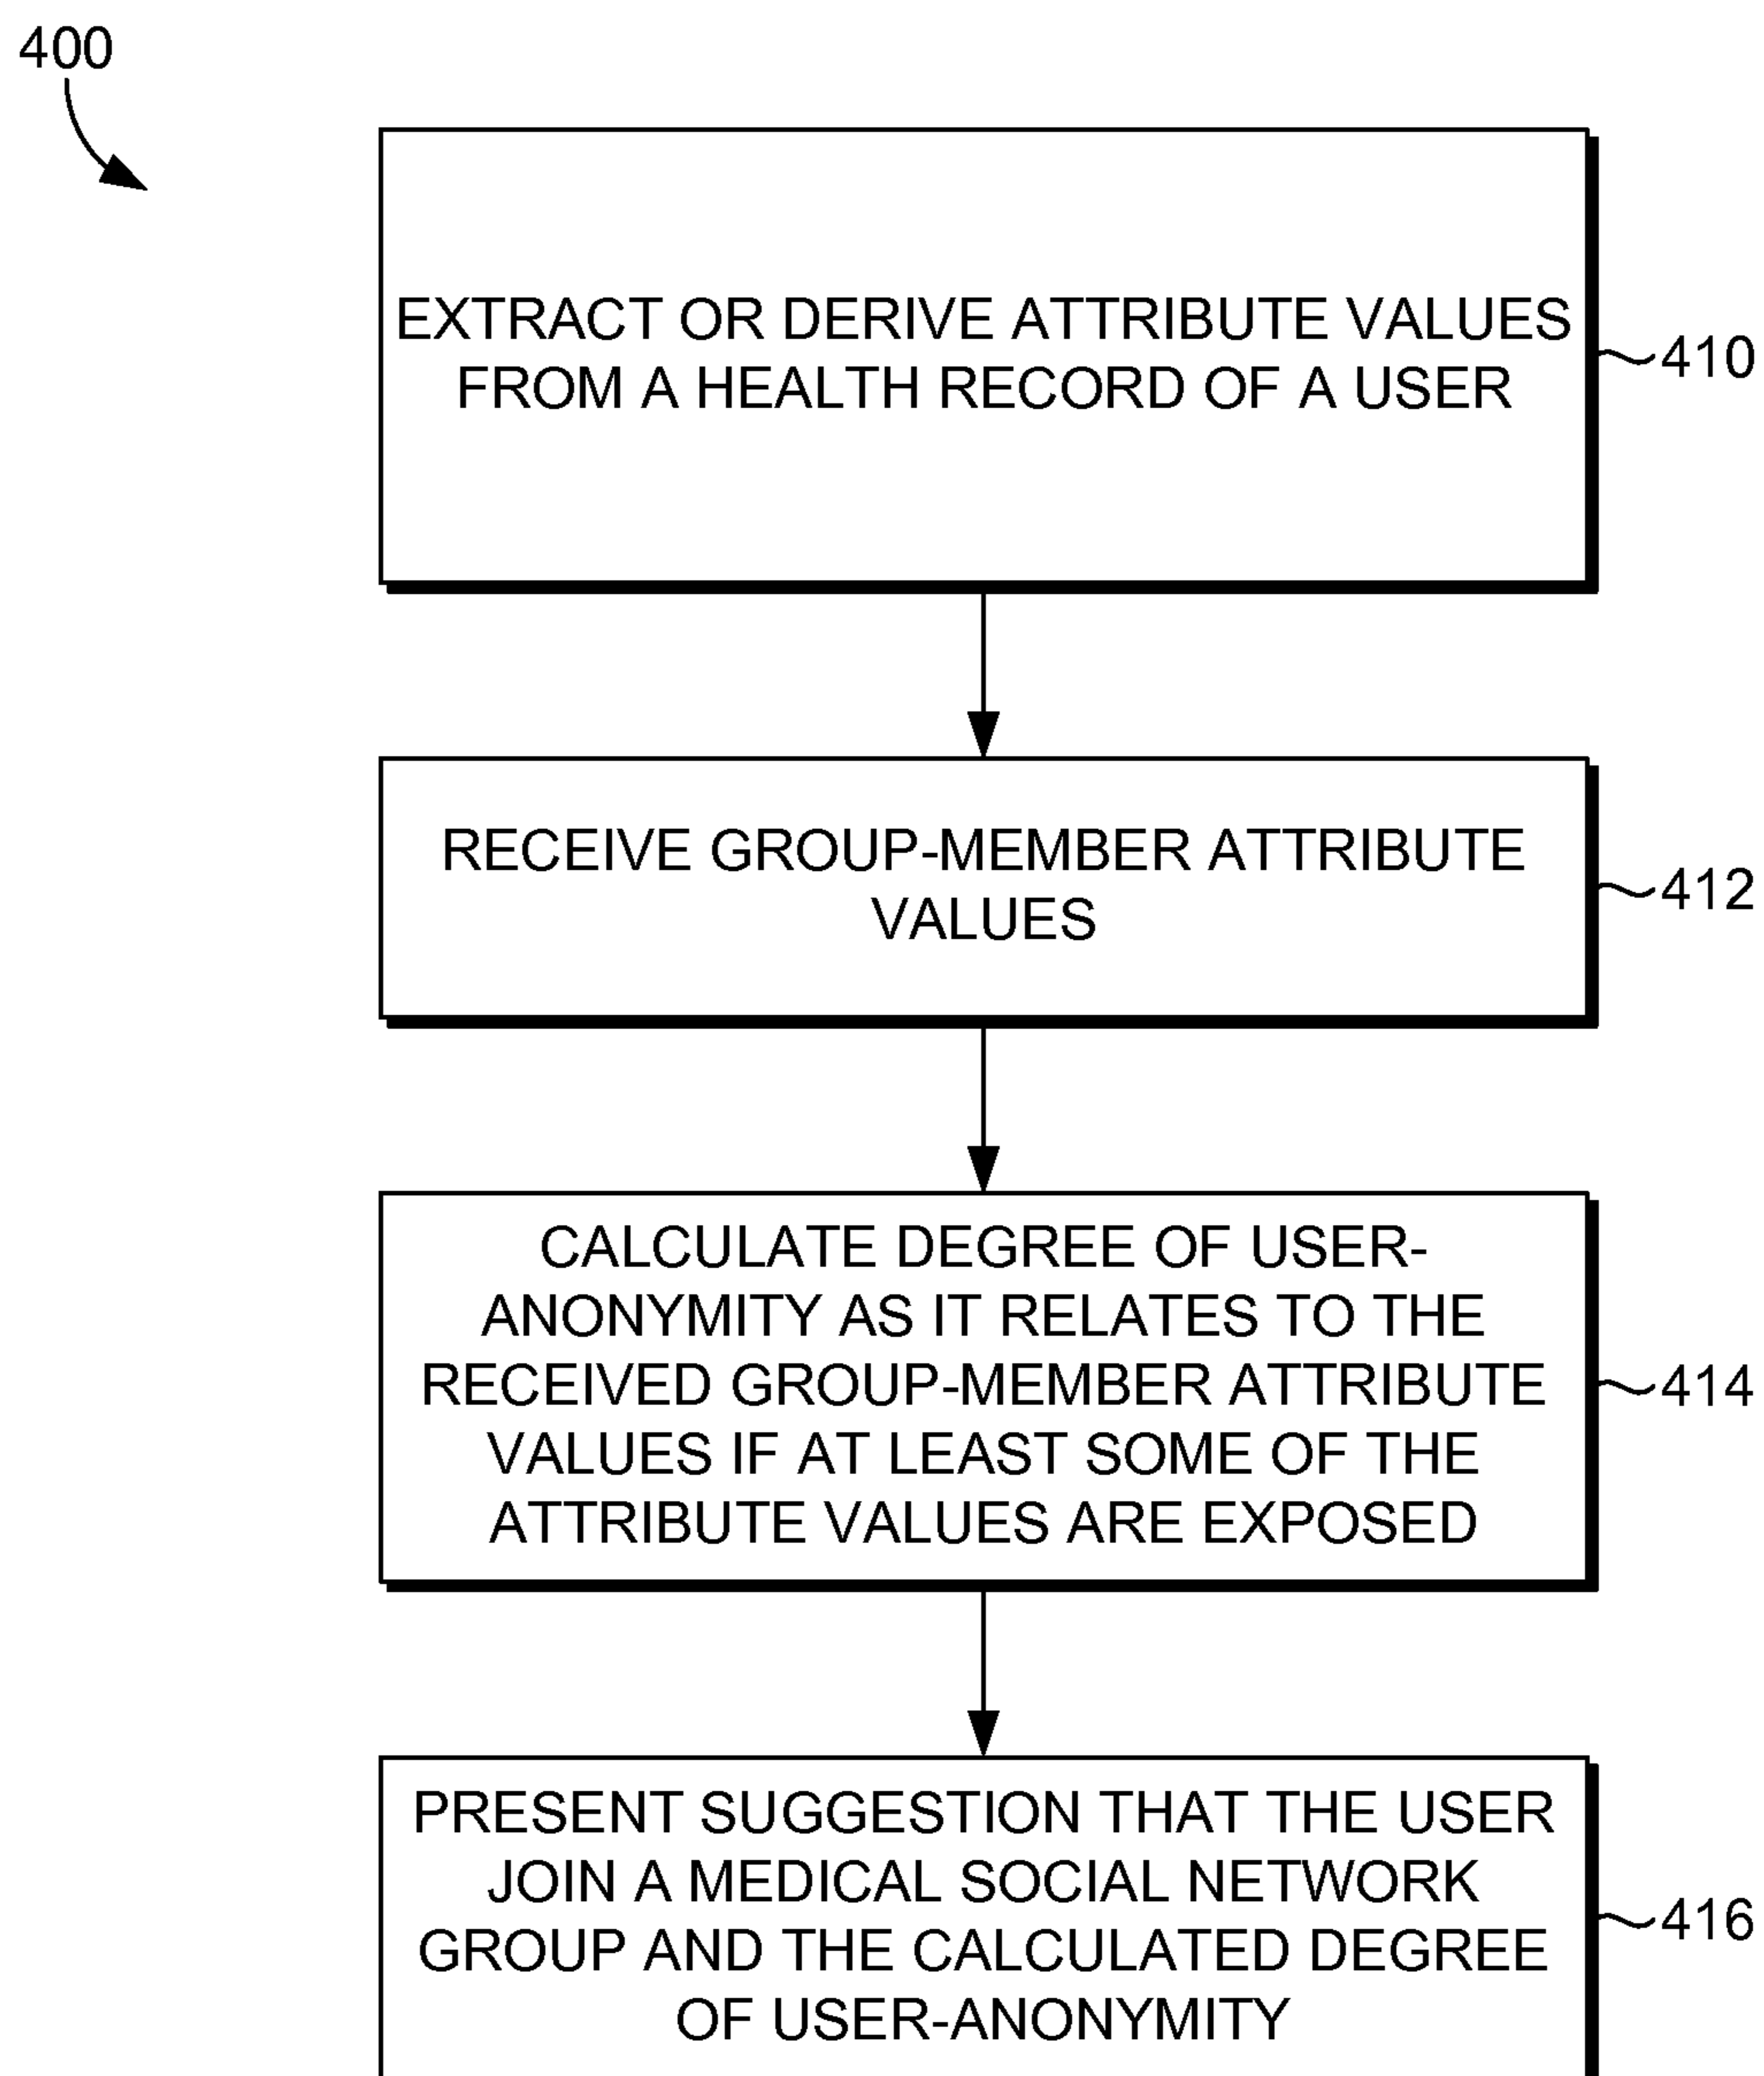 400
EXTRACT OR DERIVE ATTRIBUTE VALUES
FROM A HEALTH RECORD OF A USER
410
RECEIVE GROUP-MEMBER ATTRIBUTE
VALUES
412
CALCULATE DEGREE OF USER-
ANONYMITY AS IT RELATES TO THE
RECEIVED GROUP-MEMBER ATTRIBUTE
VALUES IF AT LEAST SOME OF THE
ATTRIBUTE VALUES ARE EXPOSED
414
PRESENT SUGGESTION THAT THE USER
JOIN A MEDICAL SOCIAL NETWORK
GROUP AND THE CALCULATED DEGREE
OF USER-ANONYMITY
416